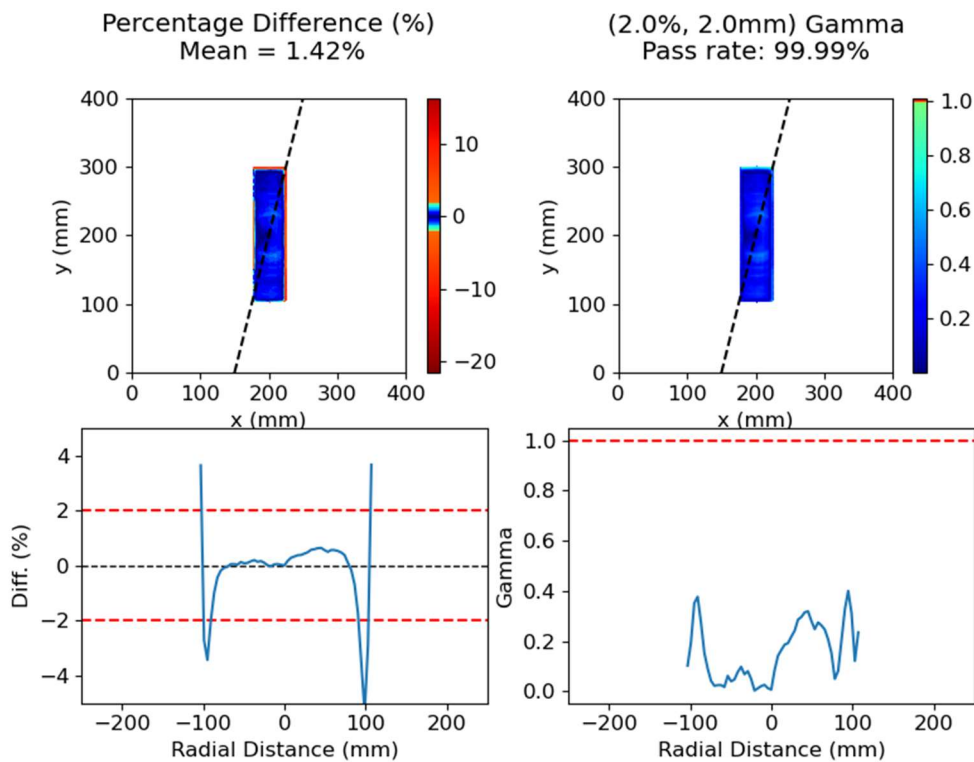 Percentage Difference (%)
Mean = 1.42%
(2.0%, 2.0mm) Gamma
Pass rate: 99.99%
400
300
200
100
0
y (mm)
0 100 200 300 400
x (mm)
10
0
−10
−20
400
300
200
100
0
y (mm)
0 100 200 300 400
x (mm)
1.0
0.8
0.6
0.4
0.2
4
2
0
−2
−4
Diff. (%)
−200 −100 0 100 200
Radial Distance (mm)
1.0
0.8
0.6
0.4
0.2
0.0
Gamma
−200 −100 0 100 200
Radial Distance (mm)